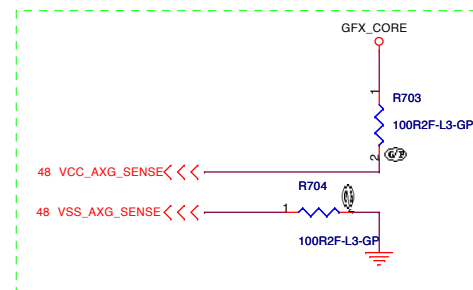 GFX_CORE
1
R703
100R2F-L3-GP
2
48 VCC_AXG_SENSE
R704
48 VSS_AXG_SENSE
1
100R2F-L3-GP